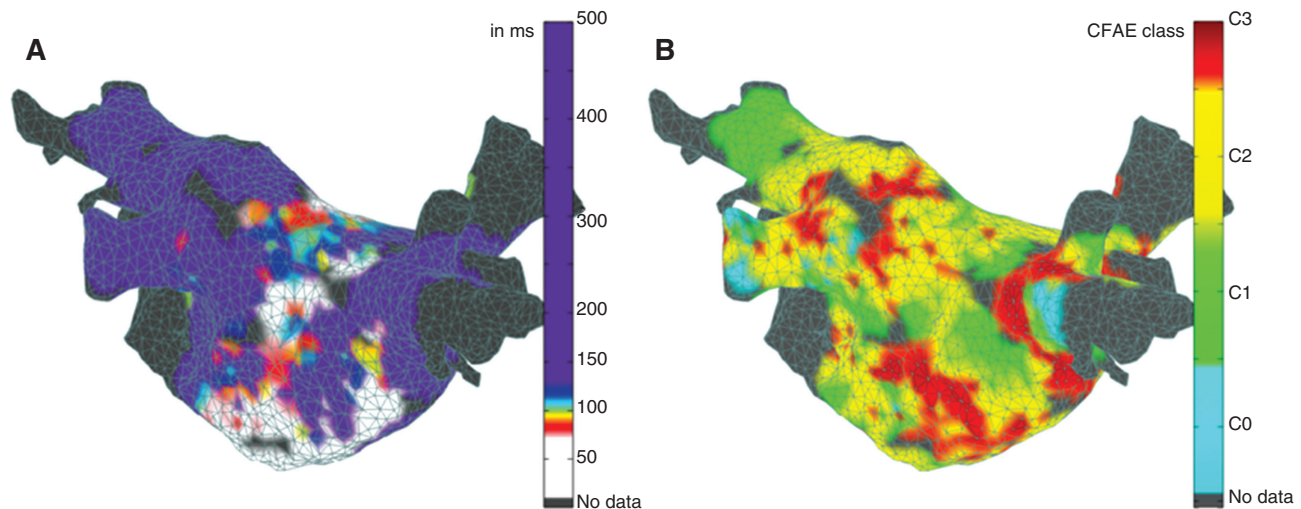 A
in ms
500
400
300
200
150
100
50
No data
B
CFAE class
C3
C2
C1
C0
No data